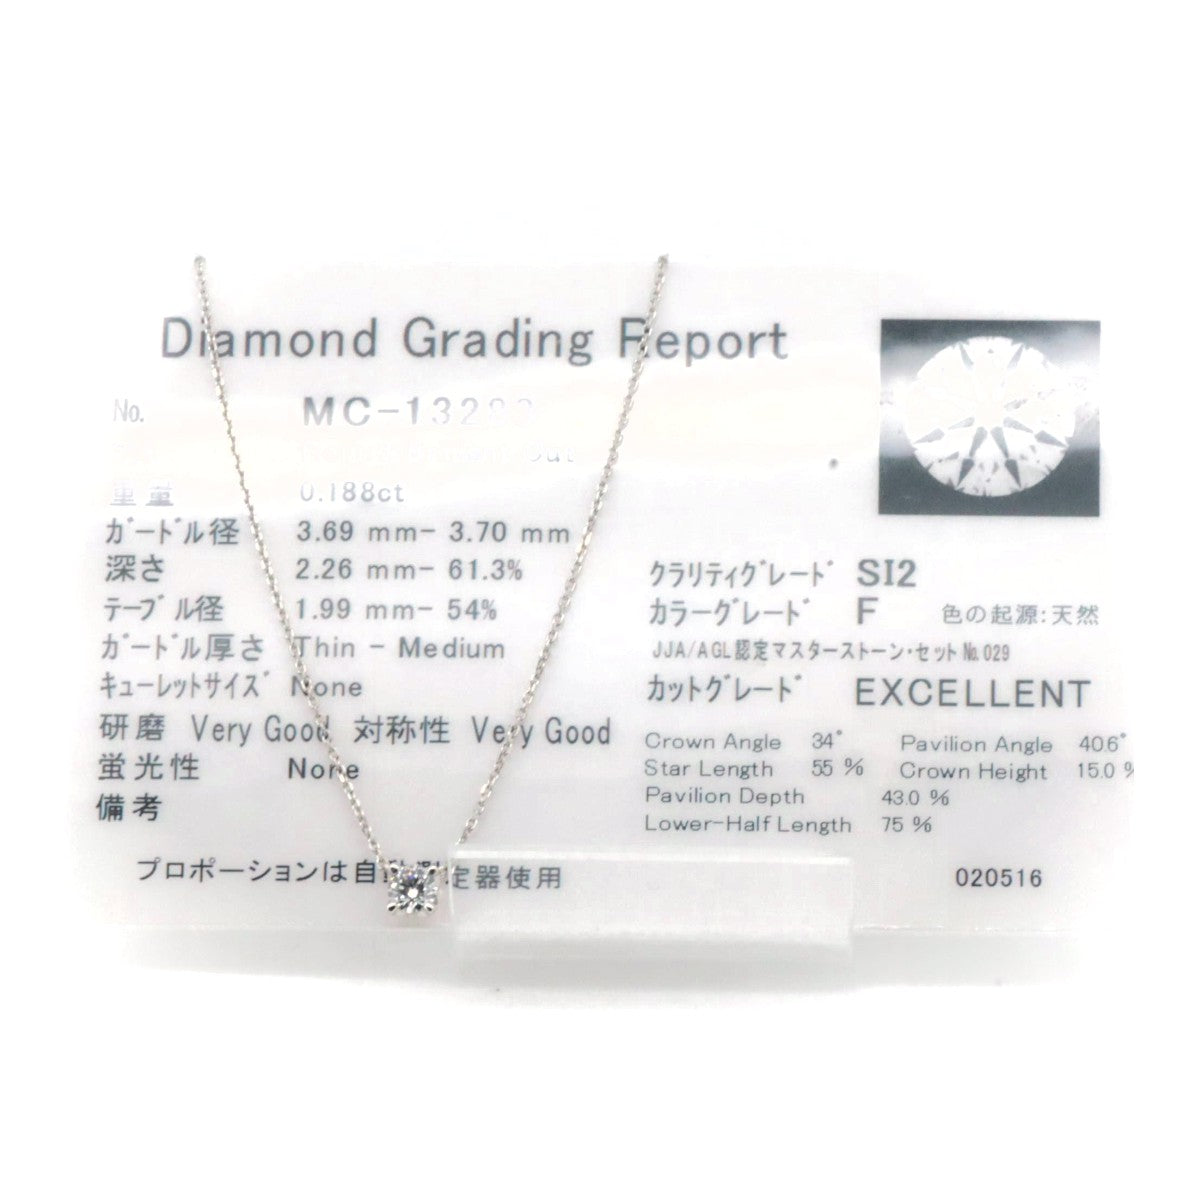 Diamond Grading Report
No. MC-1328
Cut
重量 0.188ct
ガードル径 3.69 mm- 3.70 mm
深さ 2.26 mm- 61.3%
テーブル径 1.99 mm- 54%
ガードル厚さ Thin - Medium
キューレットサイズ None
研磨 Very Good 対称性 Very Good
蛍光性 None
備考
プロポーションは自動測定器使用
クラリティグレード SI2
カラーグレード F 色の起源:天然
JJA/AGL認定マスターストーン・セット№029
カットグレード EXCELLENT
Crown Angle 34° Pavilion Angle 40.6°
Star Length 55 % Crown Height 15.0 %
Pavilion Depth 43.0 %
Lower-Half Length 75 %
020516